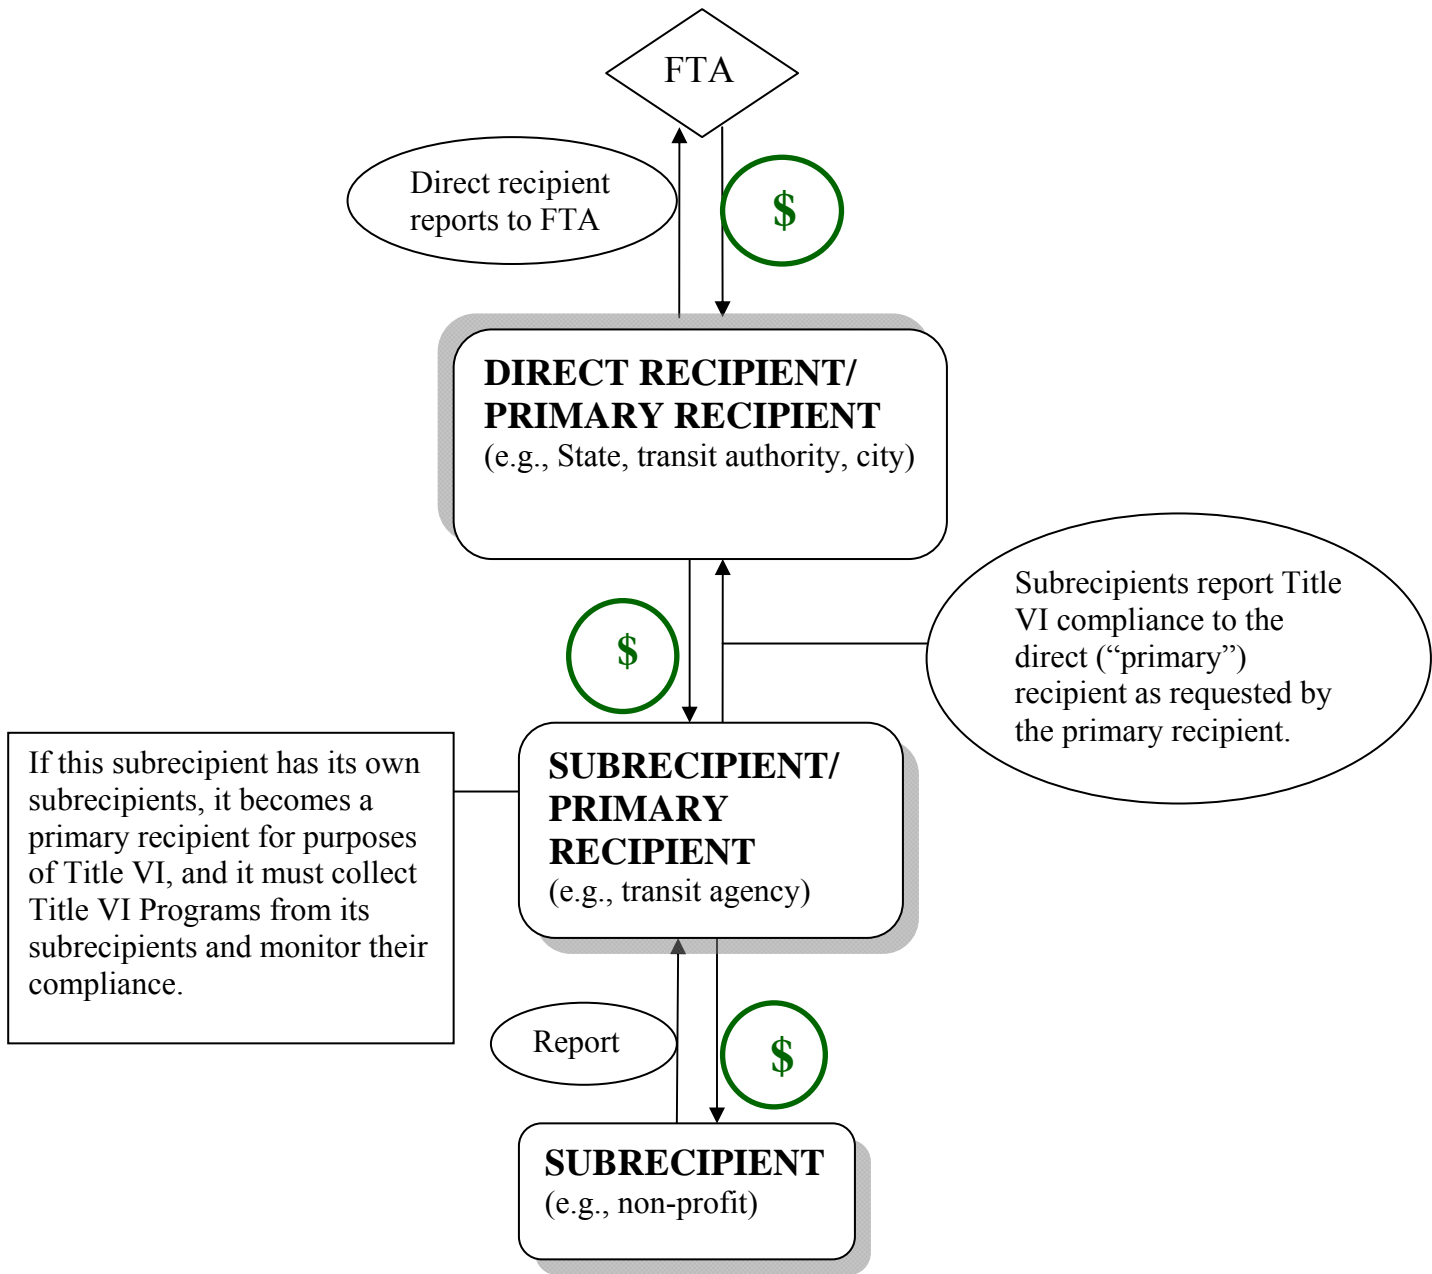 FTA
Direct recipient
reports to FTA
$
DIRECT RECIPIENT/
PRIMARY RECIPIENT
(e.g., State, transit authority, city)
$
Subrecipients report Title
VI compliance to the
direct (“primary”)
recipient as requested by
the primary recipient.
If this subrecipient has its own
subrecipients, it becomes a
primary recipient for purposes
of Title VI, and it must collect
Title VI Programs from its
subrecipients and monitor their
compliance.
SUBRECIPIENT/
PRIMARY
RECIPIENT
(e.g., transit agency)
Report
$
SUBRECIPIENT
(e.g., non-profit)